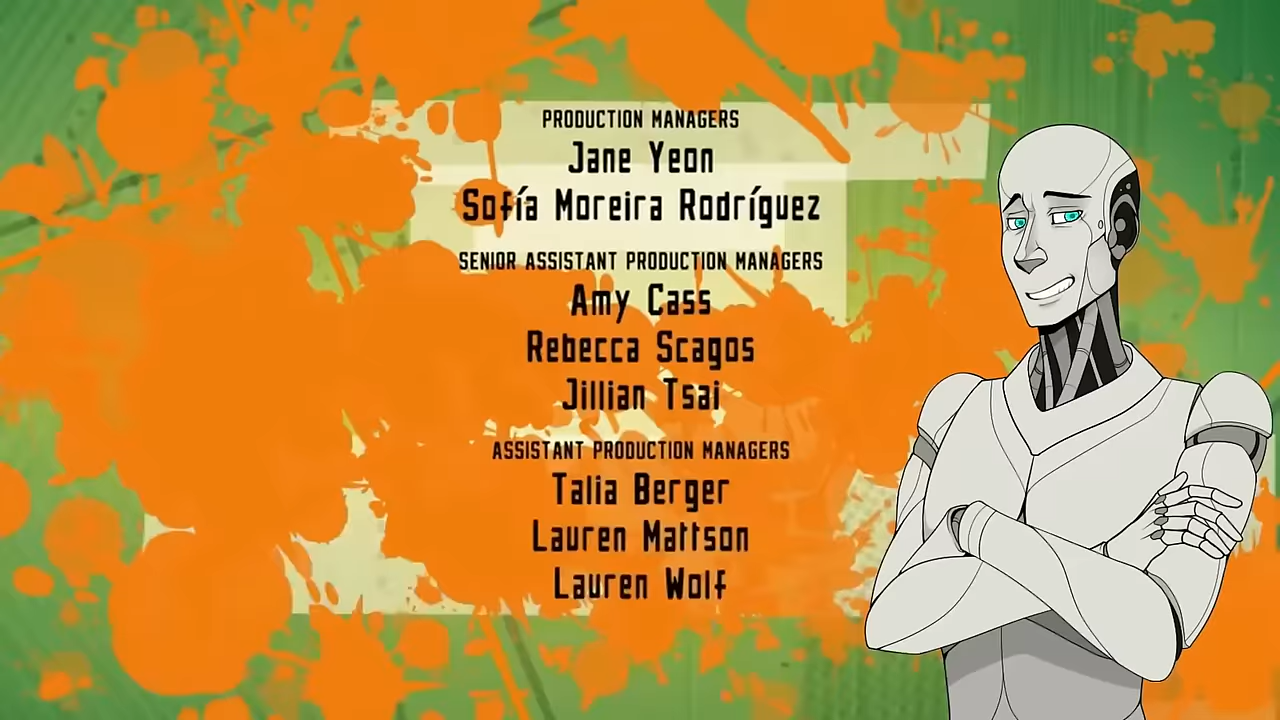 PRODUCTION MANAGERS
Jane Yeon
Sofía Moreira Rodríguez
SENIOR ASSISTANT PRODUCTION MANAGERS
Amy Cass
Rebecca Scagos
Jillian Tsai
ASSISTANT PRODUCTION MANAGERS
Talia Berger
Lauren Mattson
Lauren Wolf